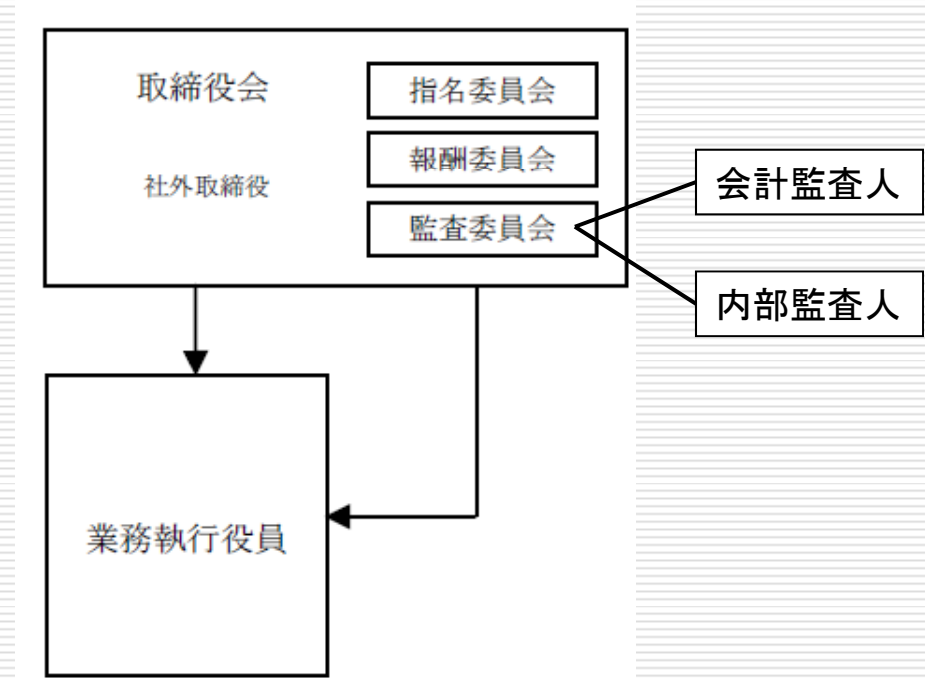 取締役会
社外取締役
指名委員会
報酬委員会
監査委員会
会計監査人
内部監査人
業務執行役員